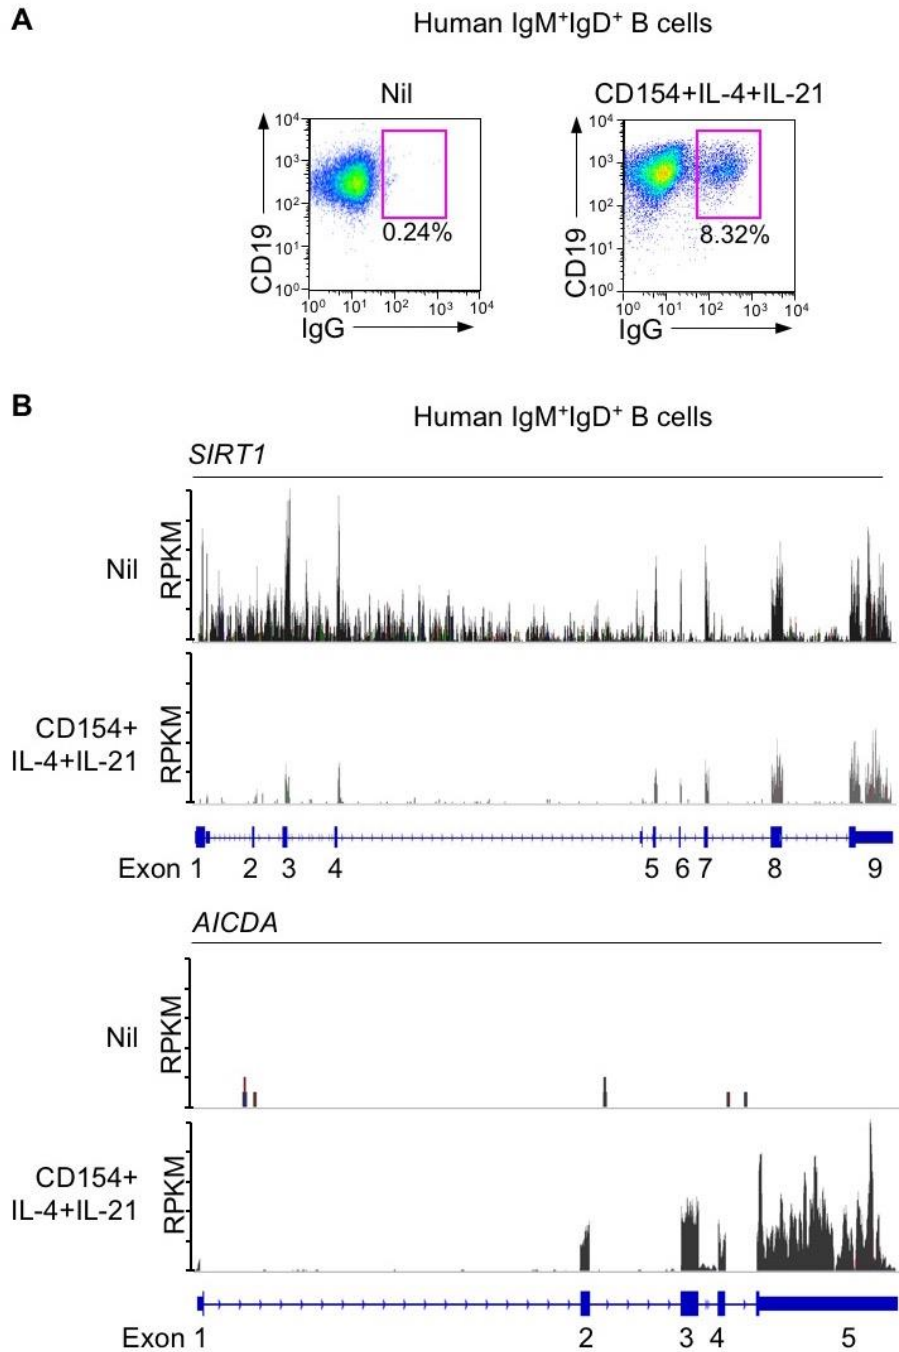 A
Human IgM⁺IgD⁺ B cells
Nil
CD154+IL-4+IL-21
10⁴
10³
10²
10¹
10⁰
CD19
0.24%
10⁰ 10¹ 10² 10³ 10⁴
IgG
10⁴
10³
10²
10¹
10⁰
CD19
8.32%
10⁰ 10¹ 10² 10³ 10⁴
IgG
B
Human IgM⁺IgD⁺ B cells
SIRT1
Nil
RPKM
CD154+
IL-4+IL-21
RPKM
Exon 1 2 3 4 5 6 7 8 9
AICDA
Nil
RPKM
CD154+
IL-4+IL-21
RPKM
Exon 1 2 3 4 5